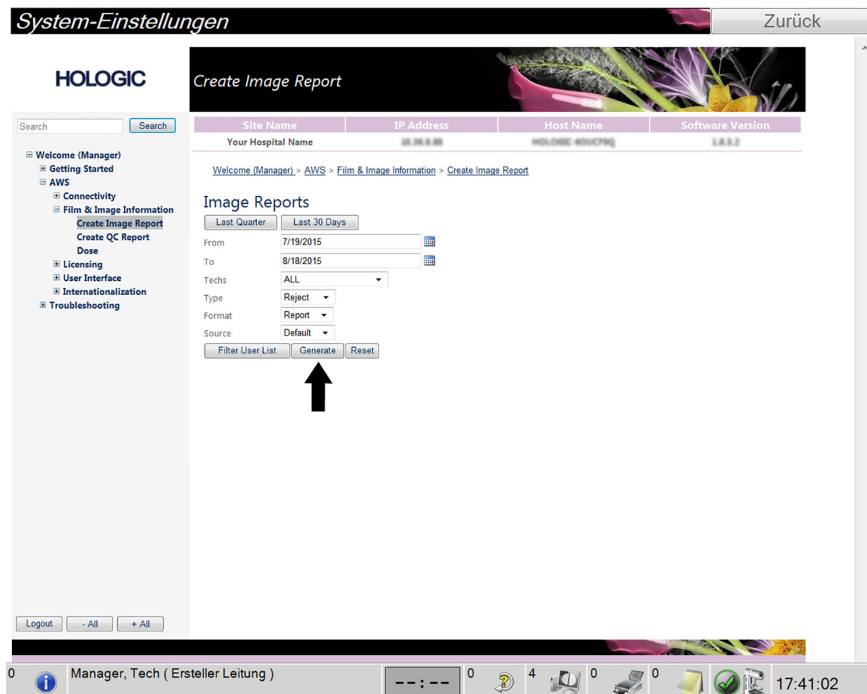 System-Einstellungen
Zurück
HOLOGIC
Create Image Report
Search
Search
Site Name IP Address Host Name Software Version
Your Hospital Name
Welcome (Manager)
Getting Started
AWS
Connectivity
Film & Image Information
Create Image Report
Create QC Report
Dose
Licensing
User Interface
Internationalization
Troubleshooting
Welcome (Manager) > AWS > Film & Image Information > Create Image Report
Image Reports
Last Quarter Last 30 Days
From 7/19/2015
To 8/18/2015
Techs ALL
Type Reject
Format Report
Source Default
Filter User List Generate Reset
Logout - All + All
0 Manager, Tech ( Ersteller Leitung ) --:-- 0 4 0 0 17:41:02